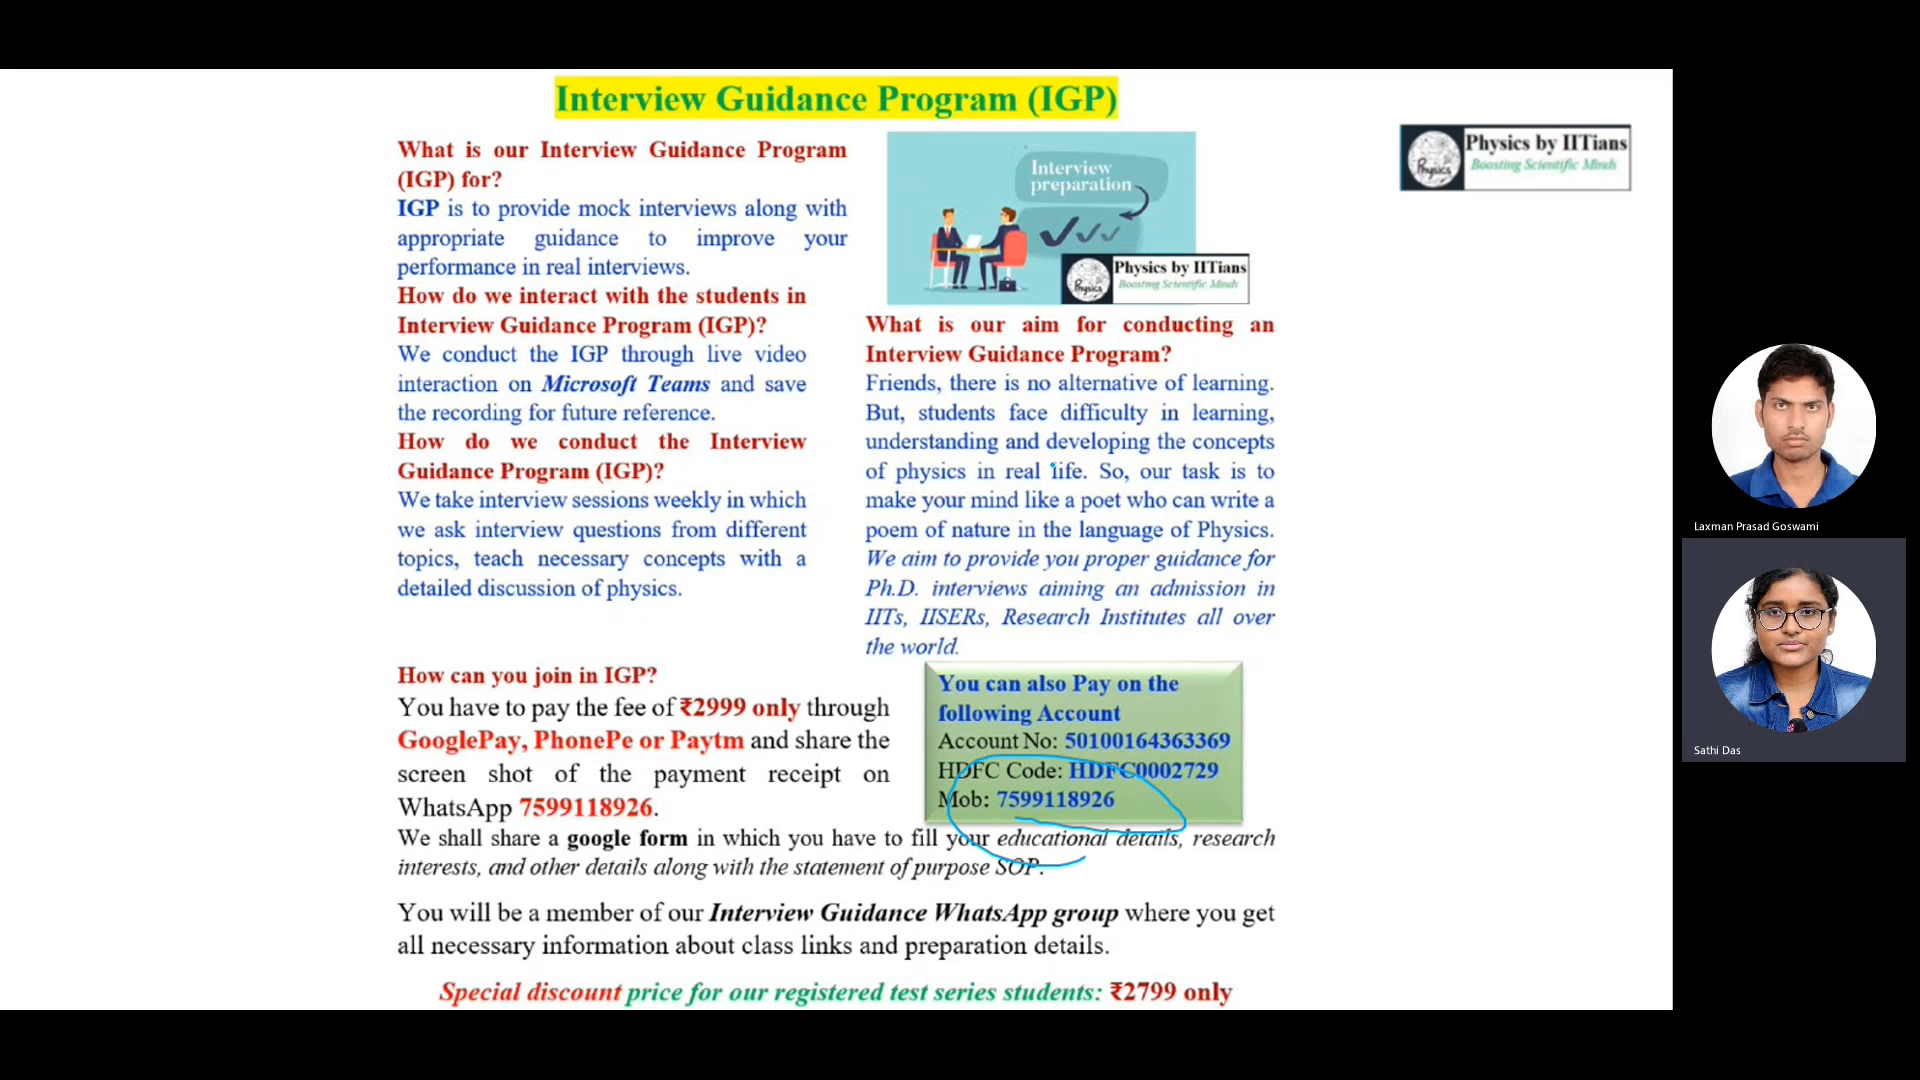 Interview Guidance Program (IGP)
What is our Interview Guidance Program
(IGP) for?
IGP is to provide mock interviews along with
appropriate guidance to improve your
performance in real interviews.
How do we interact with the students in
Interview Guidance Program (IGP)?
We conduct the IGP through live video
interaction on Microsoft Teams and save
the recording for future reference.
How do we conduct the Interview
Guidance Program (IGP)?
We take interview sessions weekly in which
we ask interview questions from different
topics, teach necessary concepts with a
detailed discussion of physics.
Interview
preparation
Physics
Physics by IITians
Boosting Scientific Minds
What is our aim for conducting an
Interview Guidance Program?
Friends, there is no alternative of learning.
But, students face difficulty in learning,
understanding and developing the concepts
of physics in real life. So, our task is to
make your mind like a poet who can write a
poem of nature in the language of Physics.
We aim to provide you proper guidance for
Ph.D. interviews aiming an admission in
IITs, IISERs, Research Institutes all over
the world.
How can you join in IGP?
You have to pay the fee of ₹2999 only through
GooglePay, PhonePe or Paytm and share the
screen shot of the payment receipt on
WhatsApp 7599118926.
You can also Pay on the
following Account
Account No: 50100164363369
HDFC Code: HDFC0002729
Mob: 7599118926
We shall share a google form in which you have to fill your educational details, research
interests, and other details along with the statement of purpose SOP.
You will be a member of our Interview Guidance WhatsApp group where you get
all necessary information about class links and preparation details.
Special discount price for our registered test series students: ₹2799 only
Physics
Physics by IITians
Boosting Scientific Minds
Laxman Prasad Goswami
Sathi Das